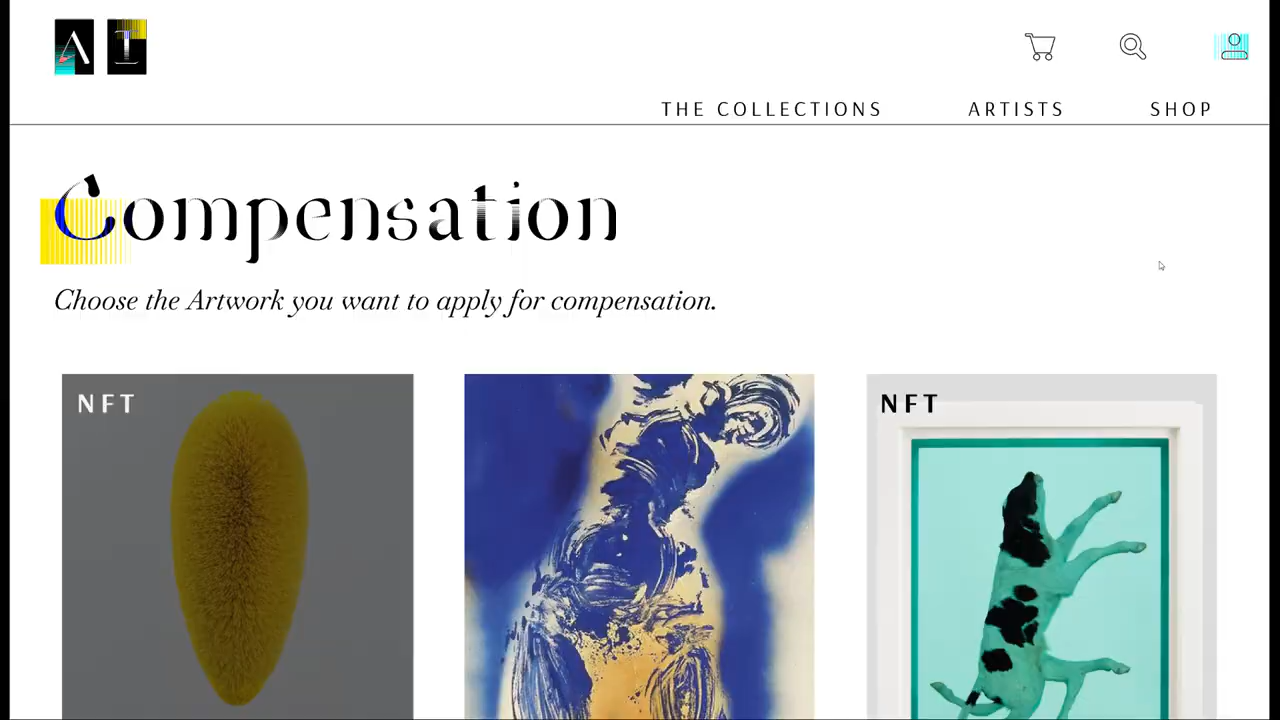 A I
THE COLLECTIONS ARTISTS SHOP
Compensation
Choose the Artwork you want to apply for compensation.
NFT
NFT